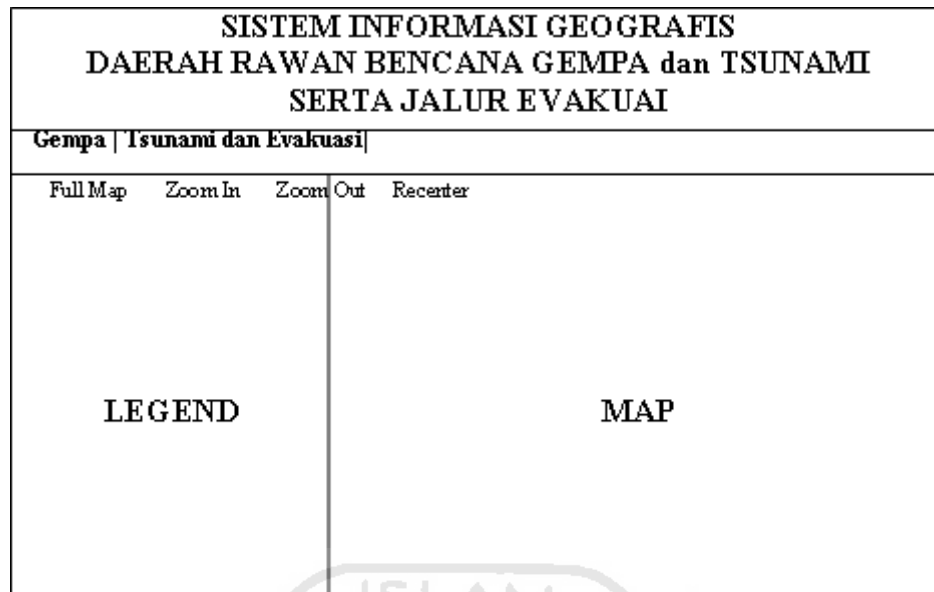 SISTEM INFORMASI GEOGRAFIS
DAERAH RAWAN BENCANA GEMPA dan TSUNAMI
SERTA JALUR EVAKUAI
Gempa | Tsunami dan Evakuasi|
Full Map Zoom In Zoom Out Recenter
LEGEND MAP